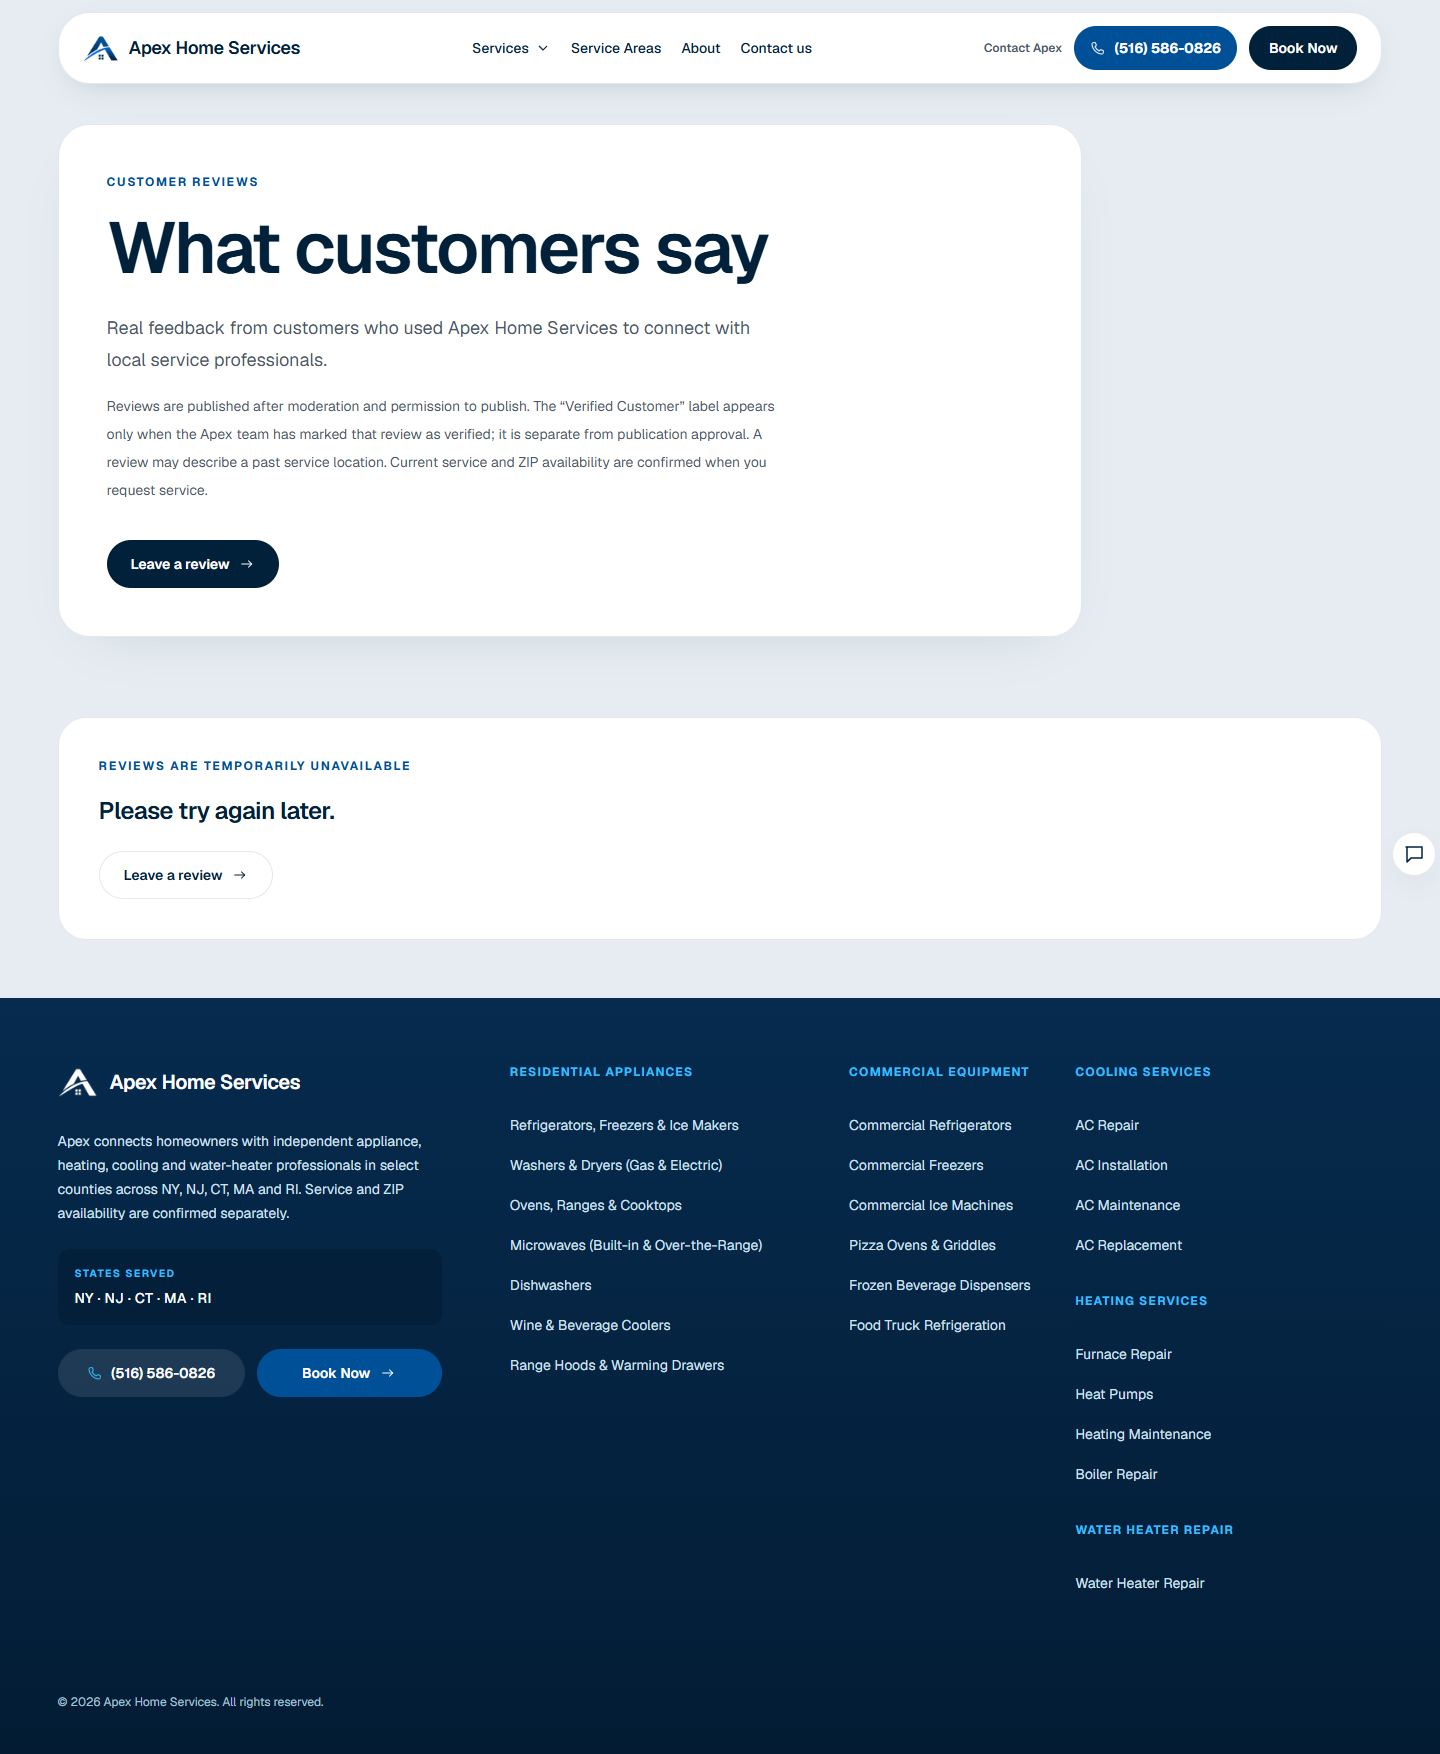 Apex Home Services
Services
Service Areas
About
Contact us
Contact Apex
(516) 586-0826
Book Now
CUSTOMER REVIEWS
What customers say
Real feedback from customers who used Apex Home Services to connect with
local service professionals.
Reviews are published after moderation and permission to publish. The “Verified Customer” label appears
only when the Apex team has marked that review as verified; it is separate from publication approval. A
review may describe a past service location. Current service and ZIP availability are confirmed when you
request service.
Leave a review
REVIEWS ARE TEMPORARILY UNAVAILABLE
Please try again later.
Leave a review
Apex Home Services
Apex connects homeowners with independent appliance,
heating, cooling and water-heater professionals in select
counties across NY, NJ, CT, MA and RI. Service and ZIP
availability are confirmed separately.
STATES SERVED
NY · NJ · CT · MA · RI
(516) 586-0826
Book Now
RESIDENTIAL APPLIANCES
Refrigerators, Freezers & Ice Makers
Washers & Dryers (Gas & Electric)
Ovens, Ranges & Cooktops
Microwaves (Built-in & Over-the-Range)
Dishwashers
Wine & Beverage Coolers
Range Hoods & Warming Drawers
COMMERCIAL EQUIPMENT
Commercial Refrigerators
Commercial Freezers
Commercial Ice Machines
Pizza Ovens & Griddles
Frozen Beverage Dispensers
Food Truck Refrigeration
COOLING SERVICES
AC Repair
AC Installation
AC Maintenance
AC Replacement
HEATING SERVICES
Furnace Repair
Heat Pumps
Heating Maintenance
Boiler Repair
WATER HEATER REPAIR
Water Heater Repair
© 2026 Apex Home Services. All rights reserved.